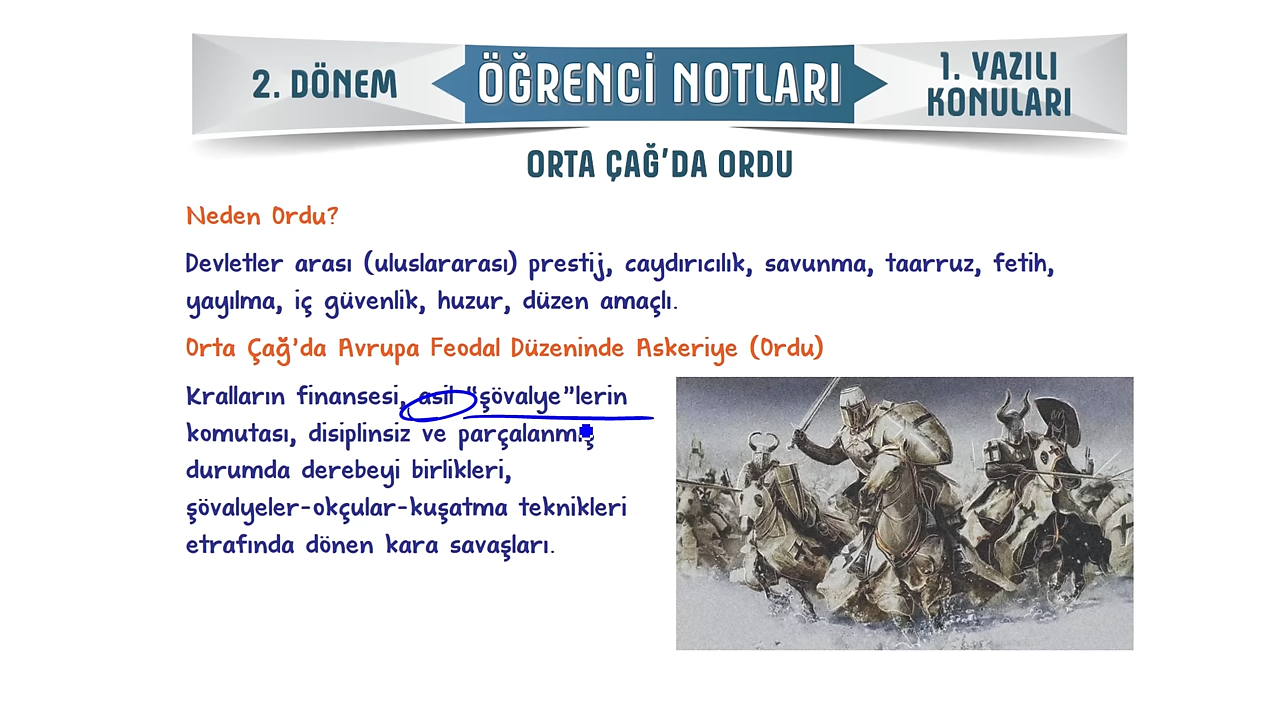 2. DÖNEM
ÖĞRENCİ NOTLARI
1. YAZILI
KONULARI
ORTA ÇAĞ'DA ORDU
Neden Ordu?
Devletler arası (uluslarararası) prestij, caydırıcılık, savunma, taarruz, fetih,
yayılma, iç güvenlik, huzur, düzen amaçlı.
Orta Çağ'da Avrupa Feodal Düzeninde Askeriye (Ordu)
Kralların finansesi, asil "şövalye"lerin
komutası, disiplinsiz ve parçalanmış
durumda derebeyi birlikleri,
şövalyeler-okçular-kuşatma teknikleri
etrafında dönen kara savaşları.